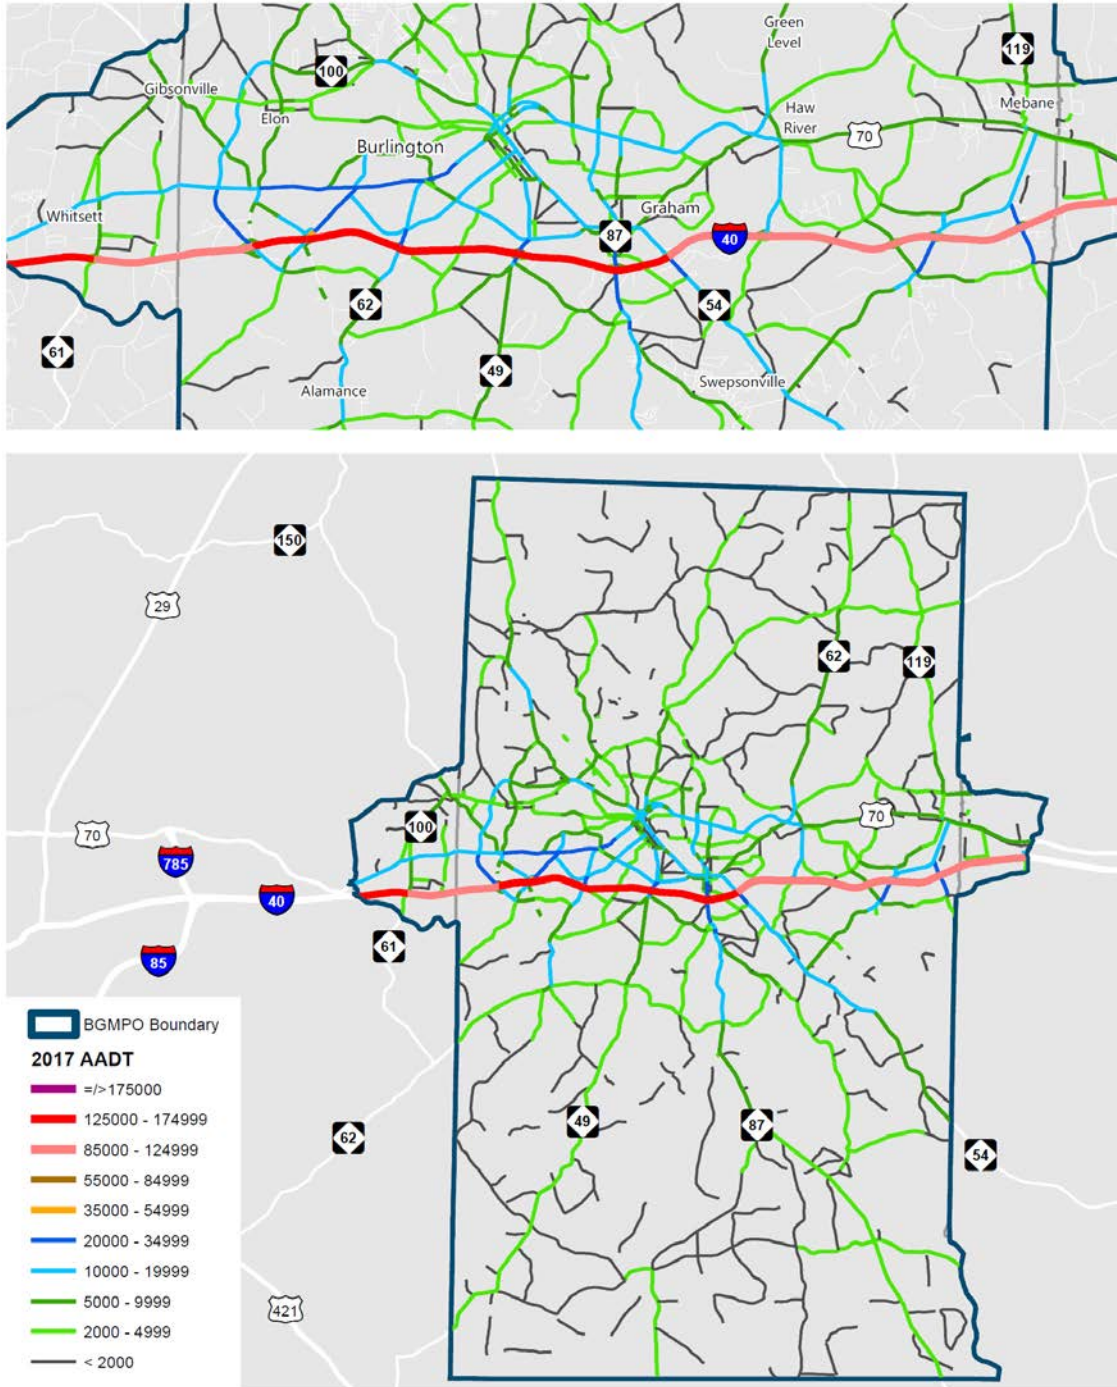 Green
Level
119
100
Gibsonville
Mebane
Haw
River
Elon
70
Burlington
Graham
Whitsett
87
40
62
54
61
49
Swepsonville
Alamance
150
29
62
119
100
70
70
785
40
61
85
BGMPO Boundary
2017 AADT
=/>175000
125000 - 174999
85000 - 124999
55000 - 84999
35000 - 54999
20000 - 34999
10000 - 19999
5000 - 9999
2000 - 4999
< 2000
49
87
62
54
421